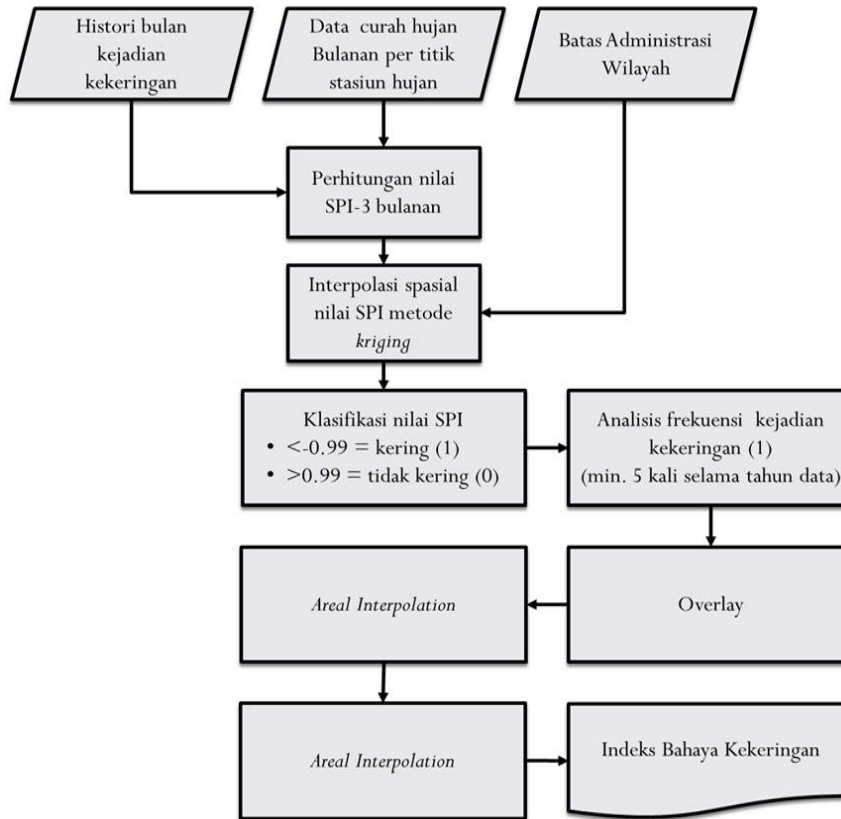 Histori bulan
kejadian
kekeringan
Data curah hujan
Bulanan per titik
stasiun hujan
Batas Administrasi
Wilayah
Perhitungan nilai
SPI-3 bulanan
Interpolasi spasial
nilai SPI metode
kriging
Klasifikasi nilai SPI
• <-0.99 = kering (1)
• >0.99 = tidak kering (0)
Analisis frekuensi kejadian
kekeringan (1)
(min. 5 kali selama tahun data)
Areal Interpolation
Overlay
Areal Interpolation
Indeks Bahaya Kekeringan